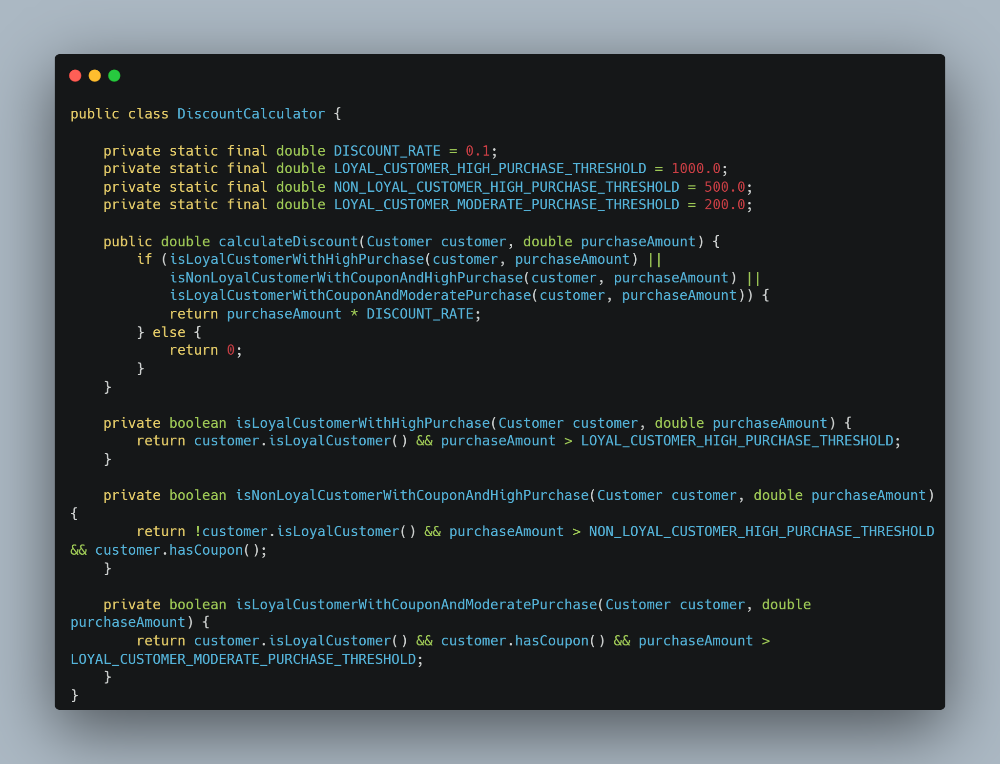 public class DiscountCalculator {

    private static final double DISCOUNT_RATE = 0.1;
    private static final double LOYAL_CUSTOMER_HIGH_PURCHASE_THRESHOLD = 1000.0;
    private static final double NON_LOYAL_CUSTOMER_HIGH_PURCHASE_THRESHOLD = 500.0;
    private static final double LOYAL_CUSTOMER_MODERATE_PURCHASE_THRESHOLD = 200.0;

    public double calculateDiscount(Customer customer, double purchaseAmount) {
        if (isLoyalCustomerWithHighPurchase(customer, purchaseAmount) ||
            isNonLoyalCustomerWithCouponAndHighPurchase(customer, purchaseAmount) ||
            isLoyalCustomerWithCouponAndModeratePurchase(customer, purchaseAmount)) {
            return purchaseAmount * DISCOUNT_RATE;
        } else {
            return 0;
        }
    }

    private boolean isLoyalCustomerWithHighPurchase(Customer customer, double purchaseAmount) {
        return customer.isLoyalCustomer() && purchaseAmount > LOYAL_CUSTOMER_HIGH_PURCHASE_THRESHOLD;
    }

    private boolean isNonLoyalCustomerWithCouponAndHighPurchase(Customer customer, double purchaseAmount)
{
        return !customer.isLoyalCustomer() && purchaseAmount > NON_LOYAL_CUSTOMER_HIGH_PURCHASE_THRESHOLD
&& customer.hasCoupon();
    }

    private boolean isLoyalCustomerWithCouponAndModeratePurchase(Customer customer, double
purchaseAmount) {
        return customer.isLoyalCustomer() && customer.hasCoupon() && purchaseAmount >
LOYAL_CUSTOMER_MODERATE_PURCHASE_THRESHOLD;
    }
}